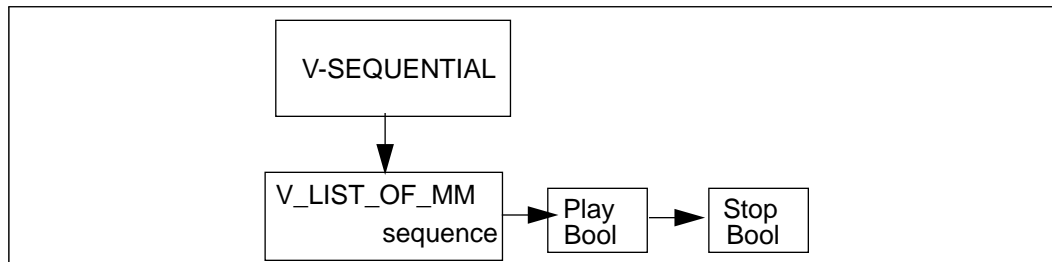 V-SEQUENTIAL
V_LIST_OF_MM
sequence
Play
Bool
Stop
Bool